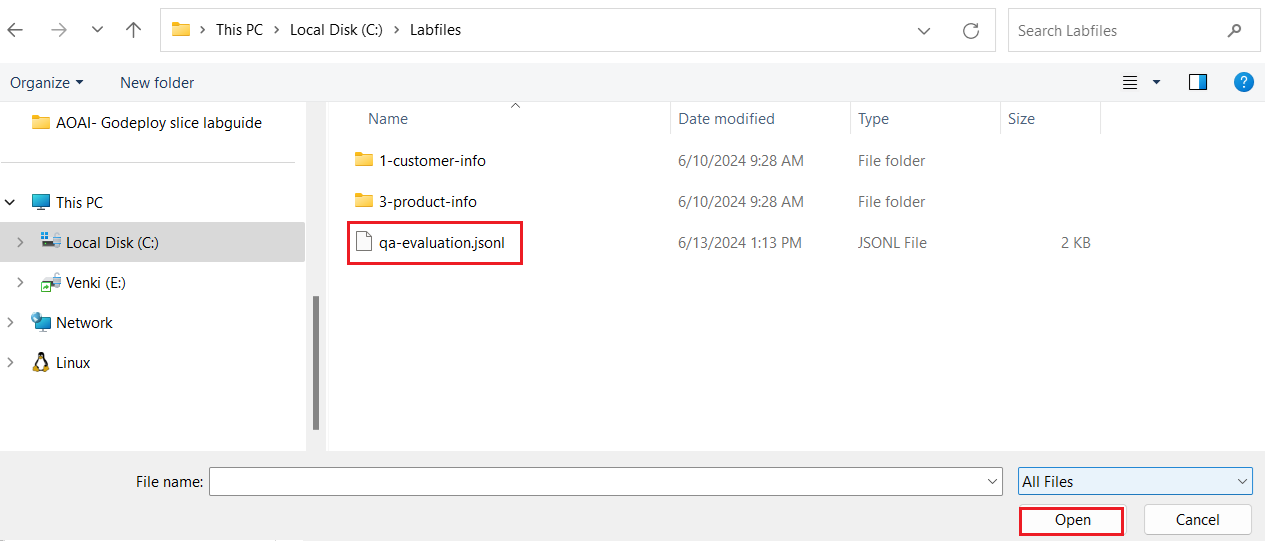 This PC > Local Disk (C:) > Labfiles
Search Labfiles
Organize New folder
?
AOAI- Godeploy slice labguide
This PC
Local Disk (C:)
Venki (E:)
Network
Linux
Name Date modified Type Size
1-customer-info 6/10/2024 9:28 AM File folder
3-product-info 6/10/2024 9:28 AM File folder
qa-evaluation.jsonl 6/13/2024 1:13 PM JSONL File 2 KB
File name: All Files
Open Cancel